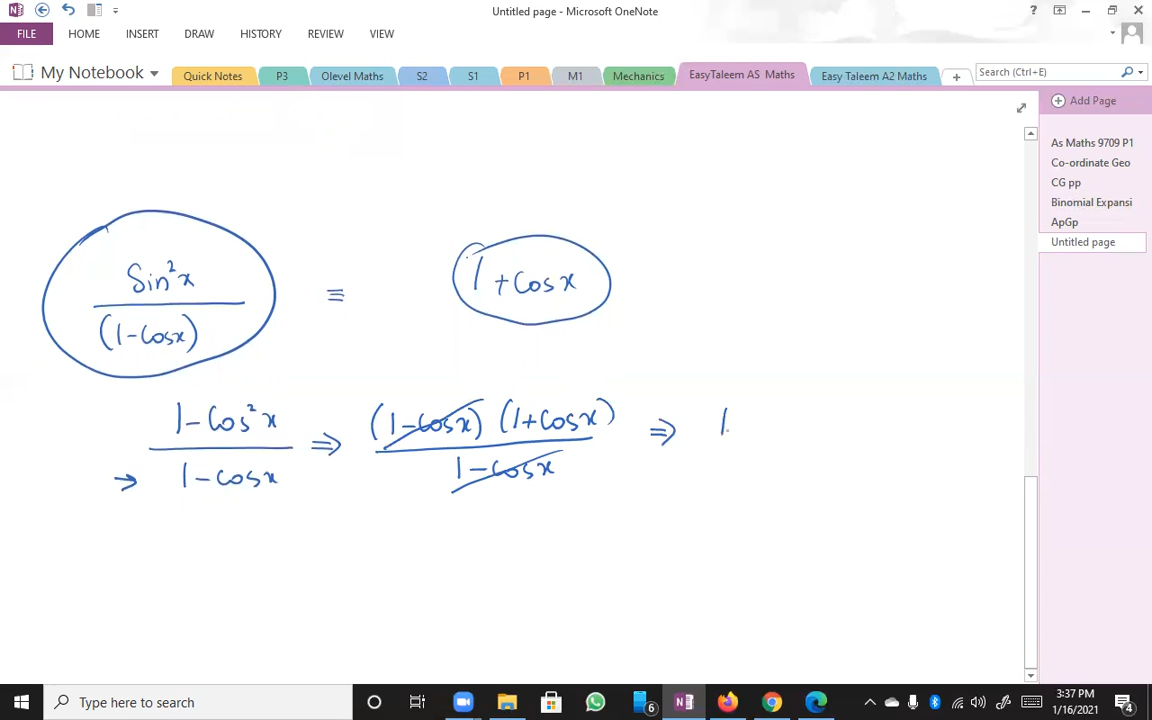 Untitled page - Microsoft OneNote
?
FILE HOME INSERT DRAW HISTORY REVIEW VIEW
My Notebook Quick Notes P3 Olevel Maths S2 S1 P1 M1 Mechanics EasyTaleem AS Maths Easy Taleem A2 Maths + Search (Ctrl+E)
Add Page
As Maths 9709 P1
Co-ordinate Geo
CG pp
Binomial Expansi
ApGp
Untitled page
Sin²x / (1-Cosx) ≡ 1 + Cosx
→ 1 - Cos²x / 1 - Cosx ⇒ (1-Cosx) (1+Cosx) / 1 - Cosx ⇒ 1
Type here to search
6
3:37 PM
1/16/2021
4